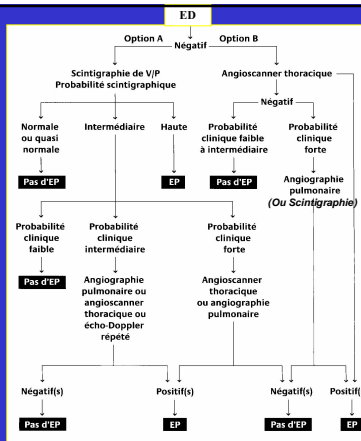 ED
Option A
Négatif
Option B
Scintigraphie de V/P
Probabilité scintigraphique
Angioscanner thoracique
Négatif
Normale
ou quasi
normale
Intermédiaire
Haute
Probabilité
clinique faible
à intermédiaire
Probabilité
clinique
forte
Pas d'EP
EP
Pas d'EP
Angiographie
pulmonaire
(Ou Scintigraphie)
Probabilité
clinique
faible
Probabilité
clinique
intermédiaire
Probabilité
clinique
forte
Pas d'EP
Angiographie
pulmonaire ou
angioscanner
thoracique ou
écho-Doppler
répété
Angioscanner
thoracique
ou angiographie
pulmonaire
Négatif(s)
Positif(s)
Négatif(s)
Positif(
Pas d'EP
EP
Pas d'EP
EP